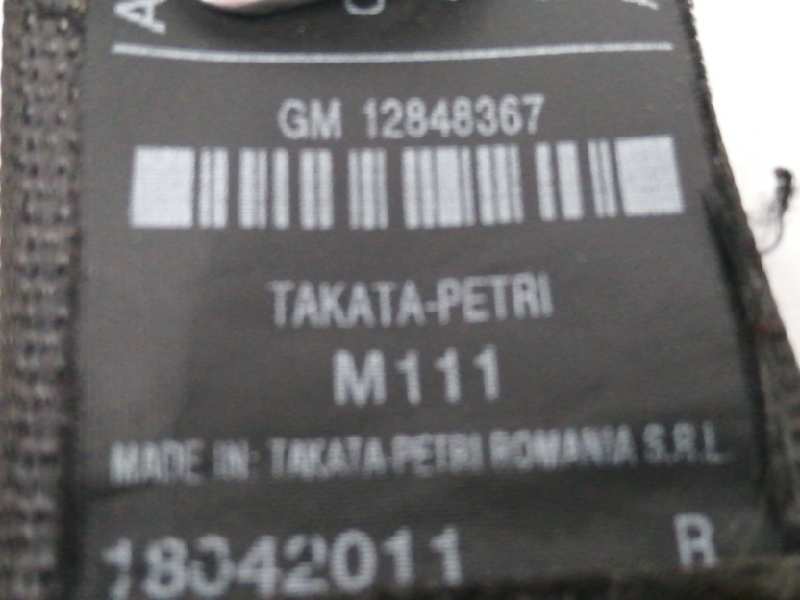 GM 12848367
TAKATA-PETRI
M111
MADE IN: TAKATA-PETRI ROMANIA S.R.L.
18042011 R